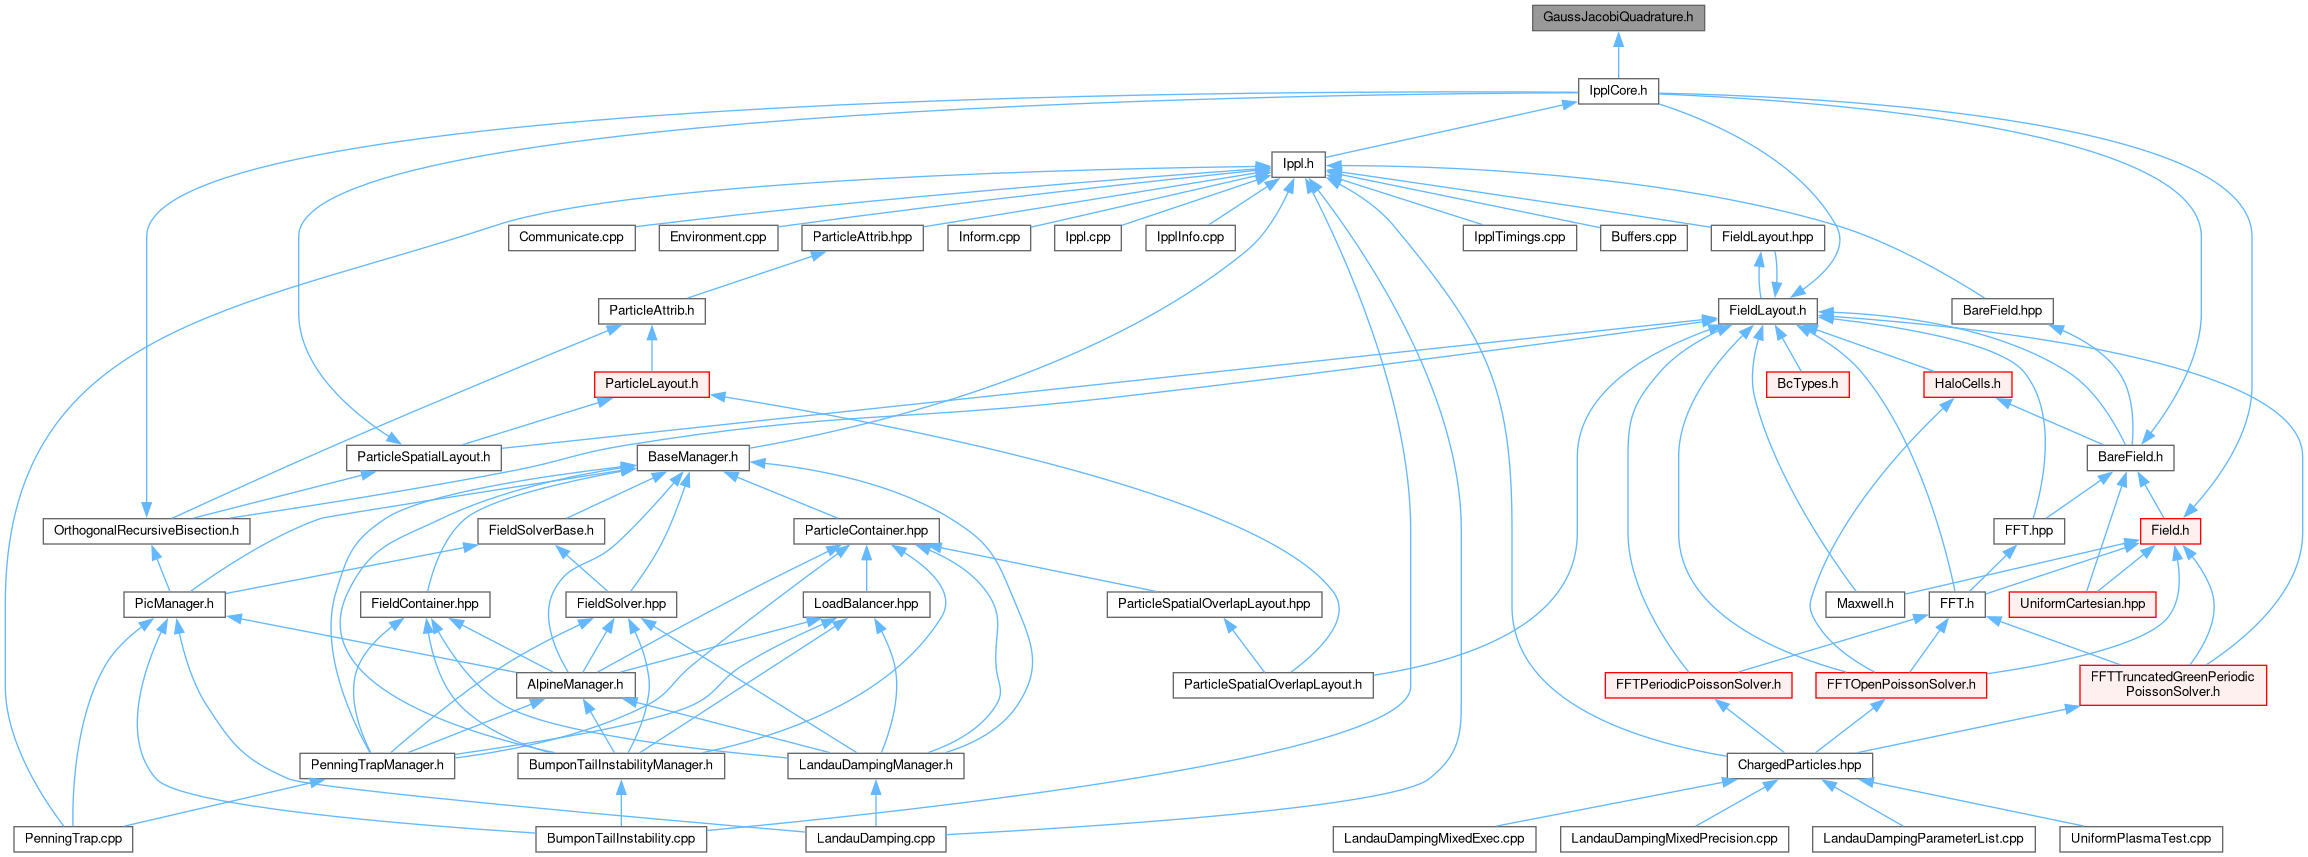 GaussJacobiQuadrature.h
IpplCore.h
Ippl.h
Communicate.cpp
Environment.cpp
ParticleAttrib.hpp
Inform.cpp
Ippl.cpp
IpplInfo.cpp
IpplTimings.cpp
Buffers.cpp
FieldLayout.hpp
ParticleAttrib.h
FieldLayout.h
BareField.hpp
ParticleLayout.h
BcTypes.h
HaloCells.h
ParticleSpatialLayout.h
BaseManager.h
BareField.h
OrthogonalRecursiveBisection.h
FieldSolverBase.h
ParticleContainer.hpp
FFT.hpp
Field.h
PicManager.h
FieldContainer.hpp
FieldSolver.hpp
LoadBalancer.hpp
ParticleSpatialOverlapLayout.hpp
Maxwell.h
FFT.h
UniformCartesian.hpp
AlpineManager.h
ParticleSpatialOverlapLayout.h
FFTPeriodicPoissonSolver.h
FFTOpenPoissonSolver.h
FFTTruncatedGreenPeriodic
PoissonSolver.h
PenningTrapManager.h
BumponTailInstabilityManager.h
LandauDampingManager.h
ChargedParticles.hpp
PenningTrap.cpp
BumponTailInstability.cpp
LandauDamping.cpp
LandauDampingMixedExec.cpp
LandauDampingMixedPrecision.cpp
LandauDampingParameterList.cpp
UniformPlasmaTest.cpp